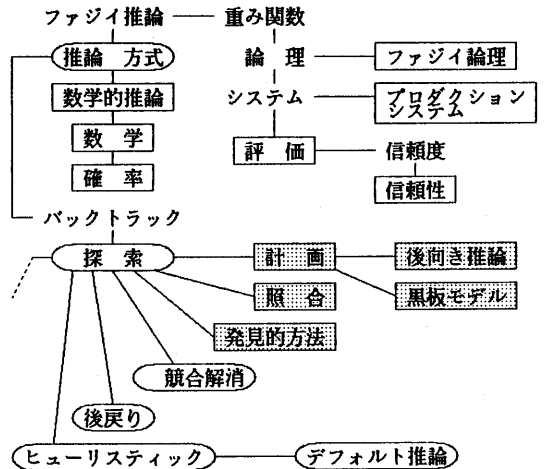 ファジイ推論
重み関数
推論 方式
論 理
ファジイ論理
数学的推論
システム
プロダクション
システム
数 学
評 価
信頼度
確 率
信頼性
バックトラック
探 索
計 画
後向き推論
照 合
黒板モデル
発見的方法
競合解消
後戻り
ヒューリスティック
デフォルト推論